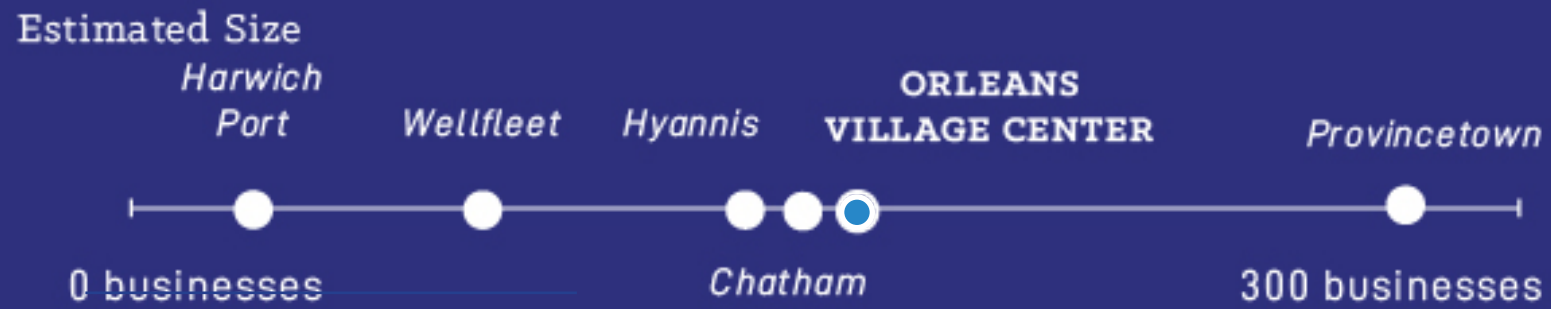 Estimated Size
Harwich
Port
Wellfleet
Hyannis
ORLEANS
VILLAGE CENTER
Provincetown
Chatham
0 businesses
300 businesses